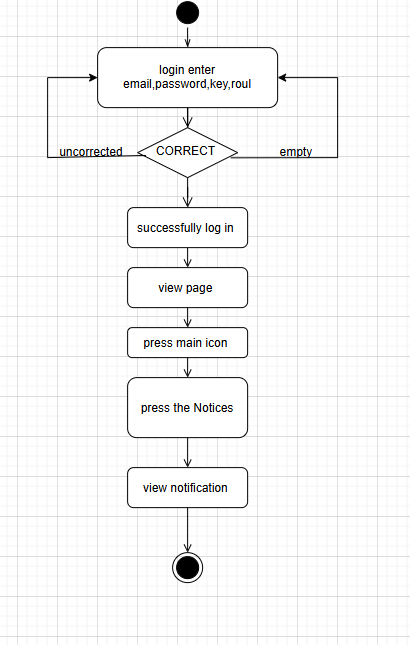 login enter
email,password,key,roul
uncorrected
CORRECT
empty
successfully log in
view page
press main icon
press the Notices
view notification